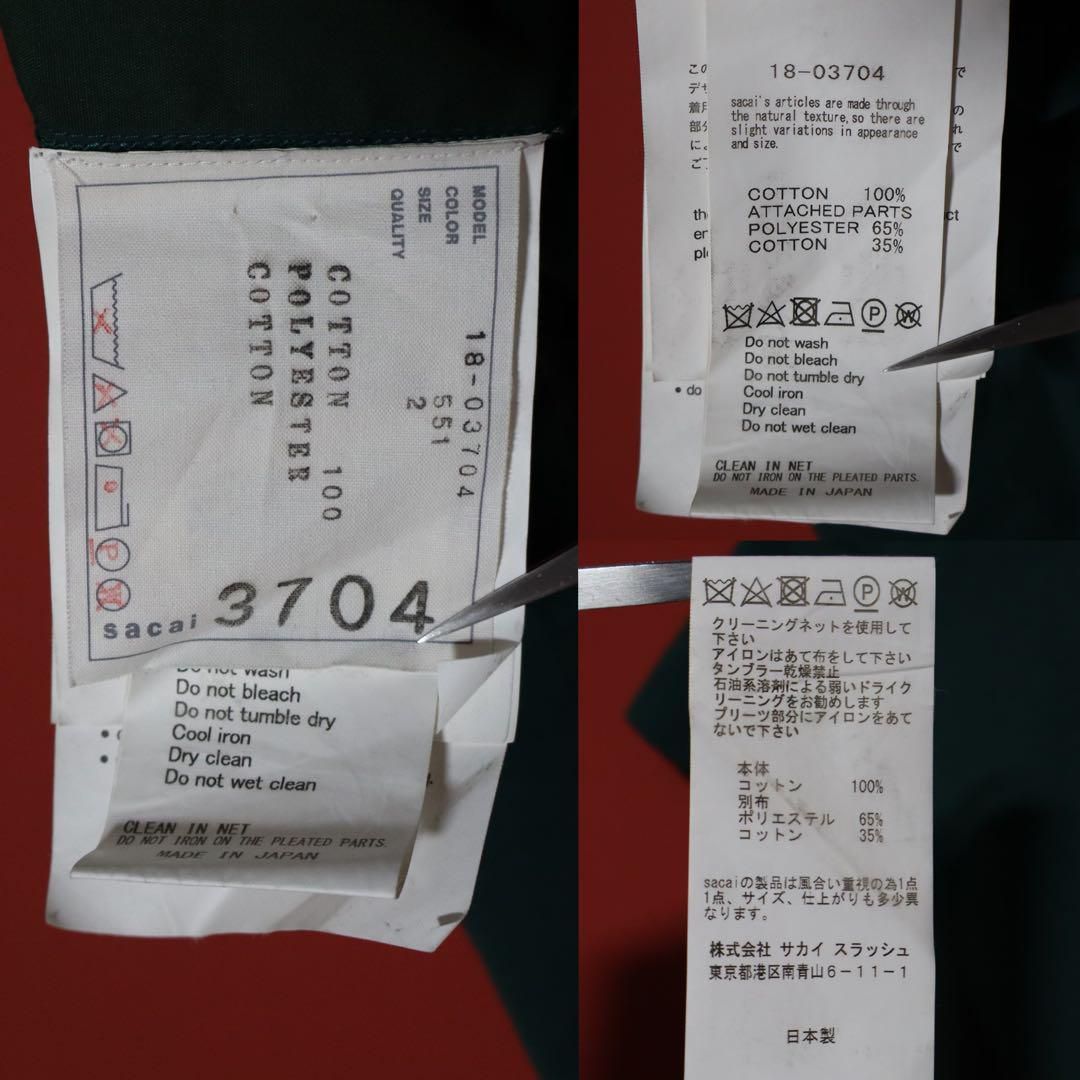 MODEL 18-03704
COLOR 551
SIZE 2
QUALITY
COTTON 100
POLYESTER
COTTON
sacai 3704
Do not wash
Do not bleach
Do not tumble dry
Cool iron
Dry clean
Do not wet clean
CLEAN IN NET
DO NOT IRON ON THE PLEATED PARTS.
MADE IN JAPAN
18-03704
sacai's articles are made through
the natural texture, so there are
slight variations in appearance
and size.
COTTON 100%
ATTACHED PARTS
POLYESTER 65%
COTTON 35%
P W
Do not wash
Do not bleach
Do not tumble dry
Cool iron
Dry clean
Do not wet clean
CLEAN IN NET
DO NOT IRON ON THE PLEATED PARTS.
MADE IN JAPAN
• do
P W
クリーニングネットを使用して
下さい
アイロンはあて布をして下さい
タンブラー乾燥禁止
石油系溶剤による弱いドライク
リーニングをお勧めします
プリーツ部分にアイロンをあて
ないで下さい
本体
コットン 100%
別布
ポリエステル 65%
コットン 35%
sacaiの製品は風合い重視の為1点
1点、サイズ、仕上がりも多少異
なります。
株式会社 サカイ スラッシュ
東京都港区南青山6-11-1
日本製